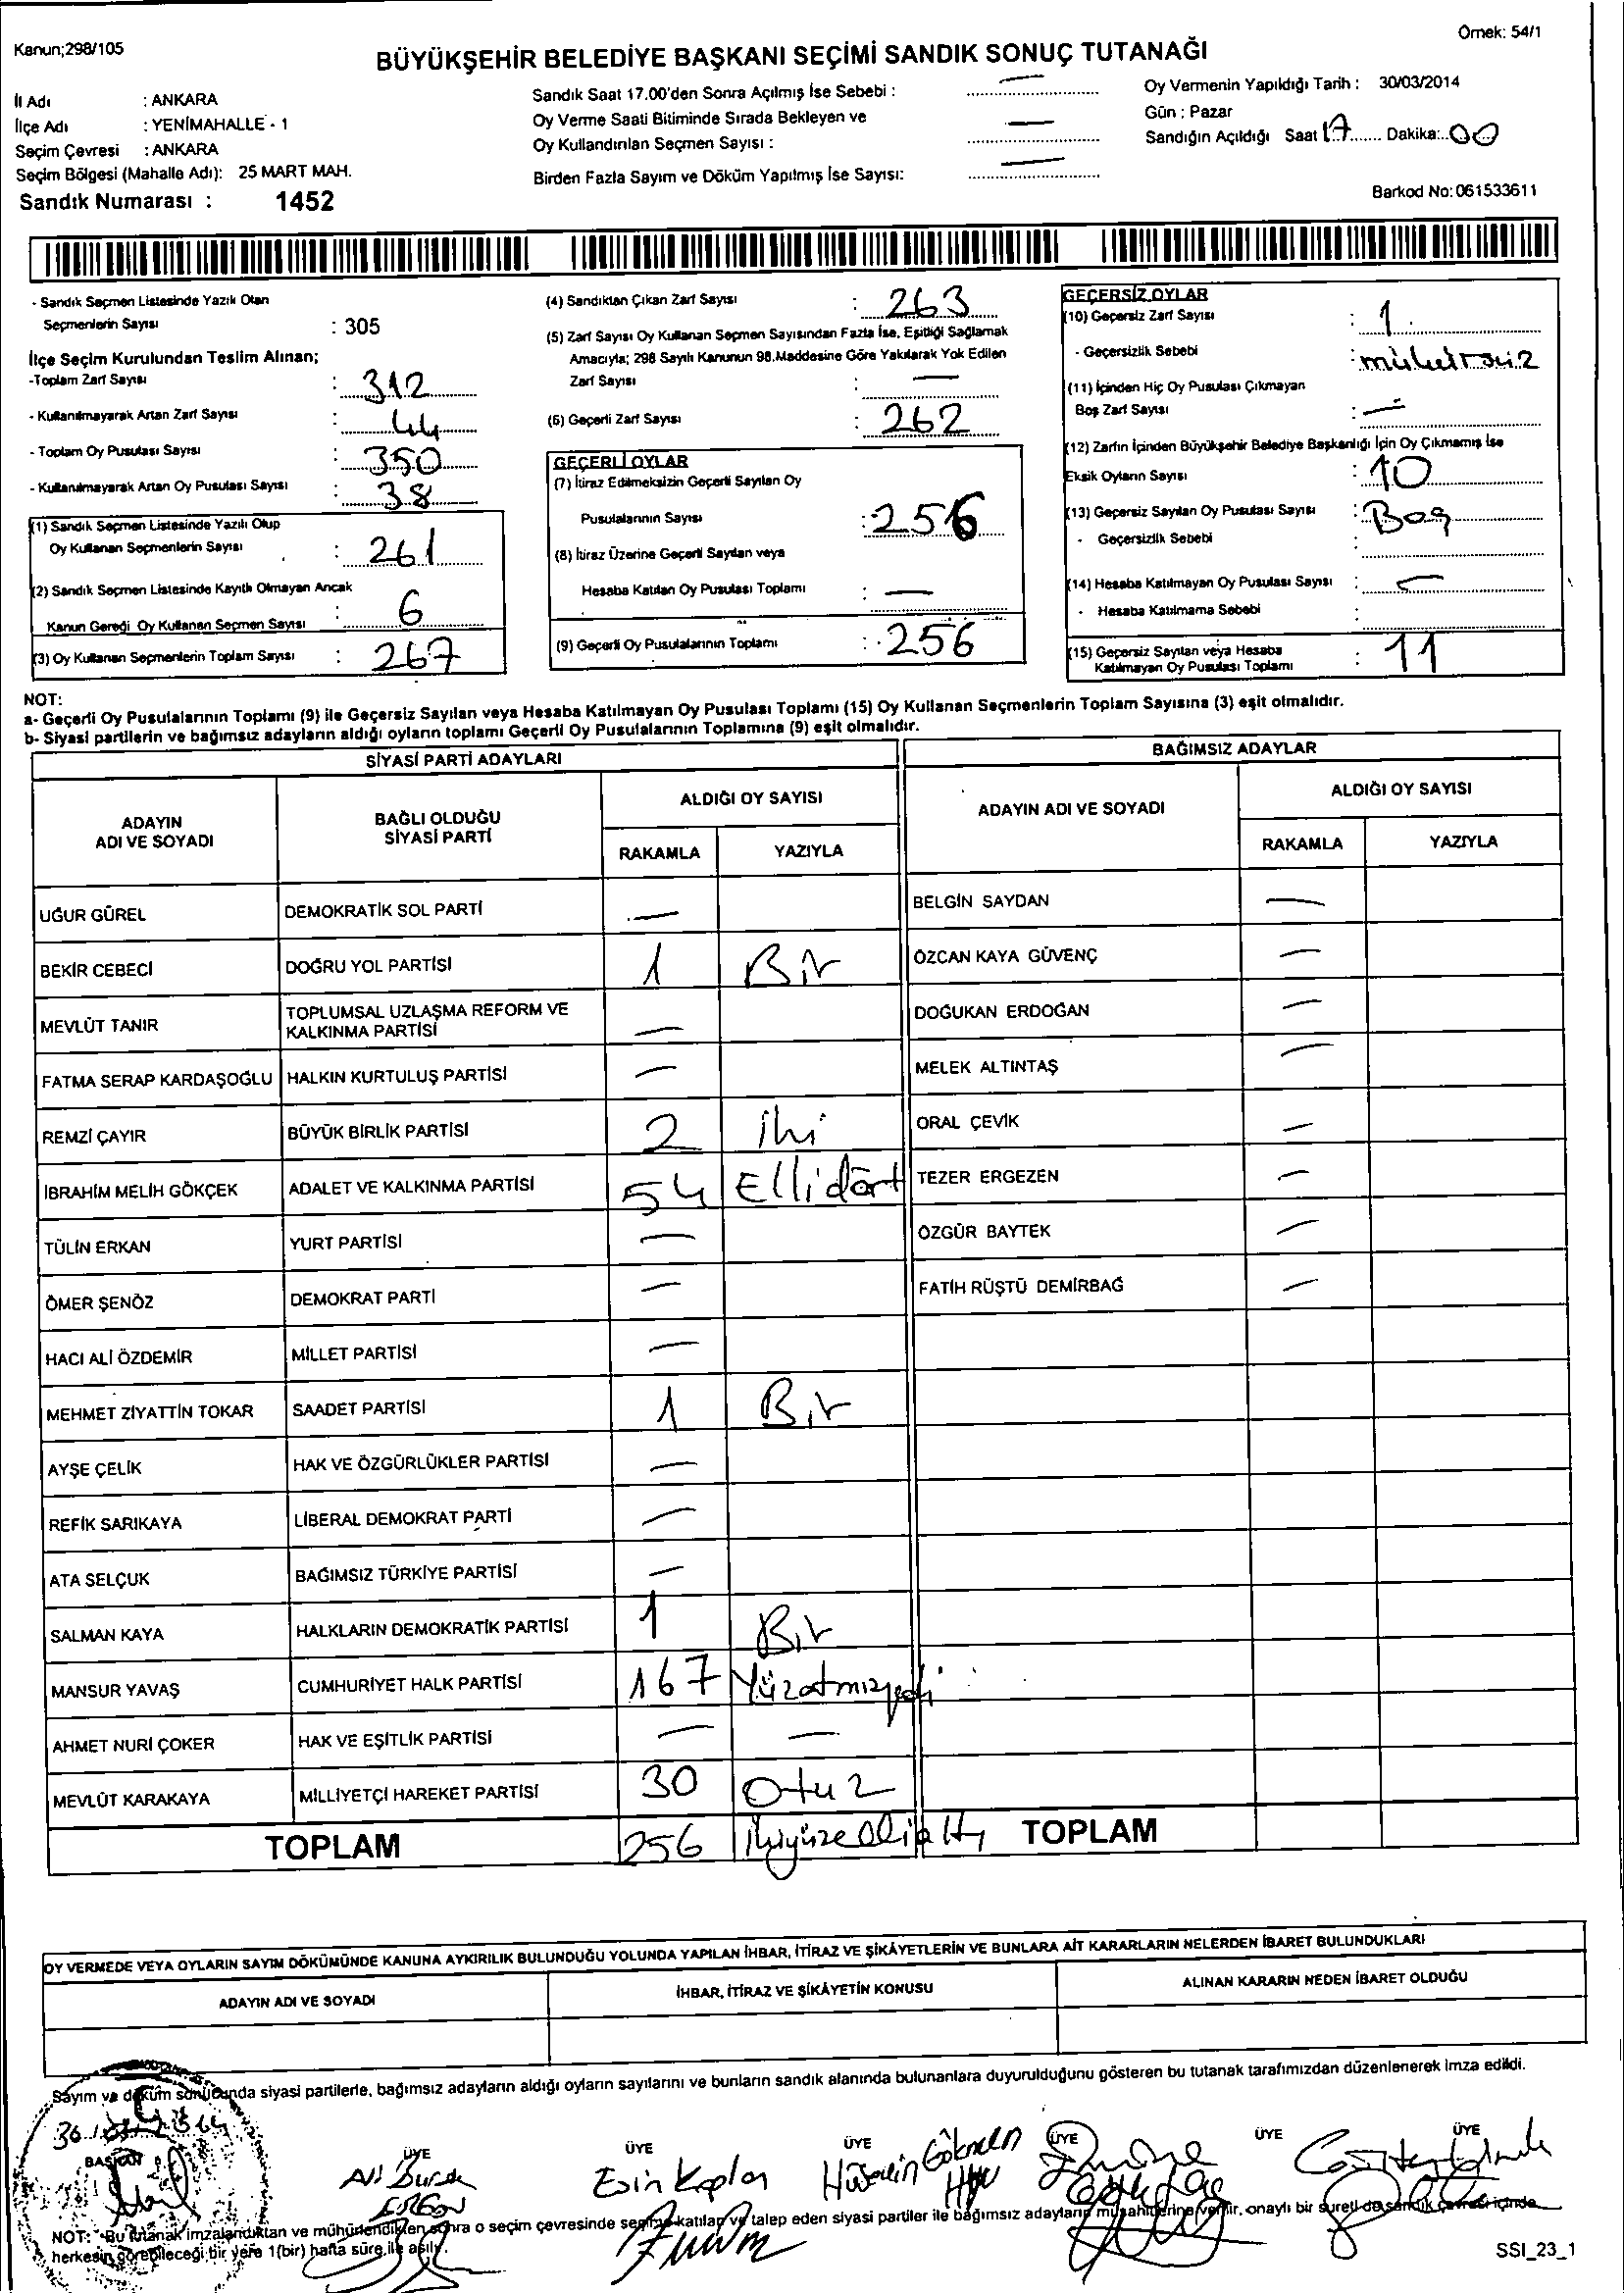 Kanun;298/105
Örnek: 54/1
BÜYÜKŞEHİR BELEDİYE BAŞKANI SEÇİMİ SANDIK SONUÇ TUTANAĞI
İl Adı : ANKARA
İlçe Adı : YENİMAHALLE - 1
Seçim Çevresi : ANKARA
Seçim Bölgesi (Mahalle Adı): 25 MART MAH.
Sandık Numarası : 1452
Sandık Saat 17.00'den Sonra Açılmış İse Sebebi : —
Oy Verme Saati Bitiminde Sırada Bekleyen ve
Oy Kullandırılan Seçmen Sayısı : —
Birden Fazla Sayım ve Döküm Yapılmış İse Sayısı: —
Oy Vermenin Yapıldığı Tarih : 30/03/2014
Gün : Pazar
Sandığın Açıldığı Saat 17 Dakika: 00
Barkod No: 061533611
- Sandık Seçmen Listesinde Yazılı Olan
Seçmenlerin Sayısı : 305
İlçe Seçim Kurulundan Teslim Alınan;
-Toplam Zarf Sayısı : 312
- Kullanılmayarak Artan Zarf Sayısı : 44
- Toplam Oy Pusulası Sayısı : 350
- Kullanılmayarak Artan Oy Pusulası Sayısı : 38
(1) Sandık Seçmen Listesinde Yazılı Olup
Oy Kullanan Seçmenlerin Sayısı : 261
(2) Sandık Seçmen Listesinde Kayıtlı Olmayan Ancak
Kanun Gereği Oy Kullanan Seçmen Sayısı : 6
(3) Oy Kullanan Seçmenlerin Toplam Sayısı : 267
(4) Sandıktan Çıkan Zarf Sayısı : 263
(5) Zarf Sayısı Oy Kullanan Seçmen Sayısından Fazla İse, Eşitliği Sağlamak
Amacıyla; 298 Sayılı Kanunun 98.Maddesine Göre Yakılarak Yok Edilen
Zarf Sayısı : —
(6) Geçerli Zarf Sayısı : 262
GEÇERLİ OYLAR
(7) İtiraz Edilmeksizin Geçerli Sayılan Oy
Pusulalarının Sayısı : 256
(8) İtiraz Üzerine Geçerli Sayılan veya
Hesaba Katılan Oy Pusulası Toplamı : —
(9) Geçerli Oy Pusulalarının Toplamı : 256
GEÇERSİZ OYLAR
(10) Geçersiz Zarf Sayısı : 1
- Geçersizlik Sebebi :
(11) İçinden Hiç Oy Pusulası Çıkmayan
Boş Zarf Sayısı : —
(12) Zarfın İçinden Büyükşehir Belediye Başkanlığı İçin Oy Çıkmamış İse
Eksik Oyların Sayısı : 10
(13) Geçersiz Sayılan Oy Pusulası Sayısı : Boş
- Geçersizlik Sebebi :
(14) Hesaba Katılmayan Oy Pusulası Sayısı : —
- Hesaba Katılmama Sebebi :
(15) Geçersiz Sayılan veya Hesaba
Katılmayan Oy Pusulası Toplamı : 11
NOT:
a- Geçerli Oy Pusulalarının Toplamı (9) ile Geçersiz Sayılan veya Hesaba Katılmayan Oy Pusulası Toplamı (15) Oy Kullanan Seçmenlerin Toplam Sayısına (3) eşit olmalıdır.
b- Siyasi partilerin ve bağımsız adayların aldığı oyların toplamı Geçerli Oy Pusulalarının Toplamına (9) eşit olmalıdır.
SİYASİ PARTİ ADAYLARI
ADAYIN
ADI VE SOYADI
BAĞLI OLDUĞU
SİYASİ PARTİ
ALDIĞI OY SAYISI
RAKAMLA YAZIYLA
UĞUR GÜREL DEMOKRATİK SOL PARTİ —
BEKİR CEBECİ DOĞRU YOL PARTİSİ 1 Bir
MEVLÜT TANIR TOPLUMSAL UZLAŞMA REFORM VE
KALKINMA PARTİSİ —
FATMA SERAP KARDAŞOĞLU HALKIN KURTULUŞ PARTİSİ —
REMZİ ÇAYIR BÜYÜK BİRLİK PARTİSİ 2 iki
İBRAHİM MELİH GÖKÇEK ADALET VE KALKINMA PARTİSİ 54 Ellidört
TÜLİN ERKAN YURT PARTİSİ —
ÖMER ŞENÖZ DEMOKRAT PARTİ —
HACI ALİ ÖZDEMİR MİLLET PARTİSİ —
MEHMET ZİYATTİN TOKAR SAADET PARTİSİ 1 Bir
AYŞE ÇELİK HAK VE ÖZGÜRLÜKLER PARTİSİ —
REFİK SARIKAYA LİBERAL DEMOKRAT PARTİ —
ATA SELÇUK BAĞIMSIZ TÜRKİYE PARTİSİ —
SALMAN KAYA HALKLARIN DEMOKRATİK PARTİSİ 1 Bir
MANSUR YAVAŞ CUMHURİYET HALK PARTİSİ 167 Yüzatmışyedi
AHMET NURİ ÇOKER HAK VE EŞİTLİK PARTİSİ — —
MEVLÜT KARAKAYA MİLLİYETÇİ HAREKET PARTİSİ 30 Otuz
TOPLAM 256 İkiyüzellialtı
BAĞIMSIZ ADAYLAR
ADAYIN ADI VE SOYADI
ALDIĞI OY SAYISI
RAKAMLA YAZIYLA
BELGİN SAYDAN —
ÖZCAN KAYA GÜVENÇ —
DOĞUKAN ERDOĞAN —
MELEK ALTINTAŞ —
ORAL ÇEVİK —
TEZER ERGEZEN —
ÖZGÜR BAYTEK —
FATİH RÜŞTÜ DEMİRBAĞ —
TOPLAM
OY VERMEDE VEYA OYLARIN SAYIM DÖKÜMÜNDE KANUNA AYKIRILIK BULUNDUĞU YOLUNDA YAPILAN İHBAR, İTİRAZ VE ŞİKÂYETLERİN VE BUNLARA AİT KARARLARIN NELERDEN İBARET BULUNDUKLARI
ADAYIN ADI VE SOYADI
İHBAR, İTİRAZ VE ŞİKÂYETİN KONUSU
ALINAN KARARIN NEDEN İBARET OLDUĞU
Sayım ve döküm sonucunda siyasi partilerle, bağımsız adayların aldığı oyların sayılarını ve bunların sandık alanında bulunanlara duyurulduğunu gösteren bu tutanak tarafımızdan düzenlenerek imza edildi.
BAŞKAN ÜYE ÜYE ÜYE ÜYE ÜYE ÜYE
Ali Burak
ERGÜN
Esin Kaplan
Hüseyin Gökmen
NOT: Bu tutanak imzalandıktan ve mühürlendikten sonra o seçim çevresinde seçime katılan ve talep eden siyasi partiler ile bağımsız adayların müşahitlerine verilir, onaylı bir sureti de sandık çevresi içinde
herkesin görebileceği bir yere 1(bir) hafta süre ile asılır.
SSI_23_1